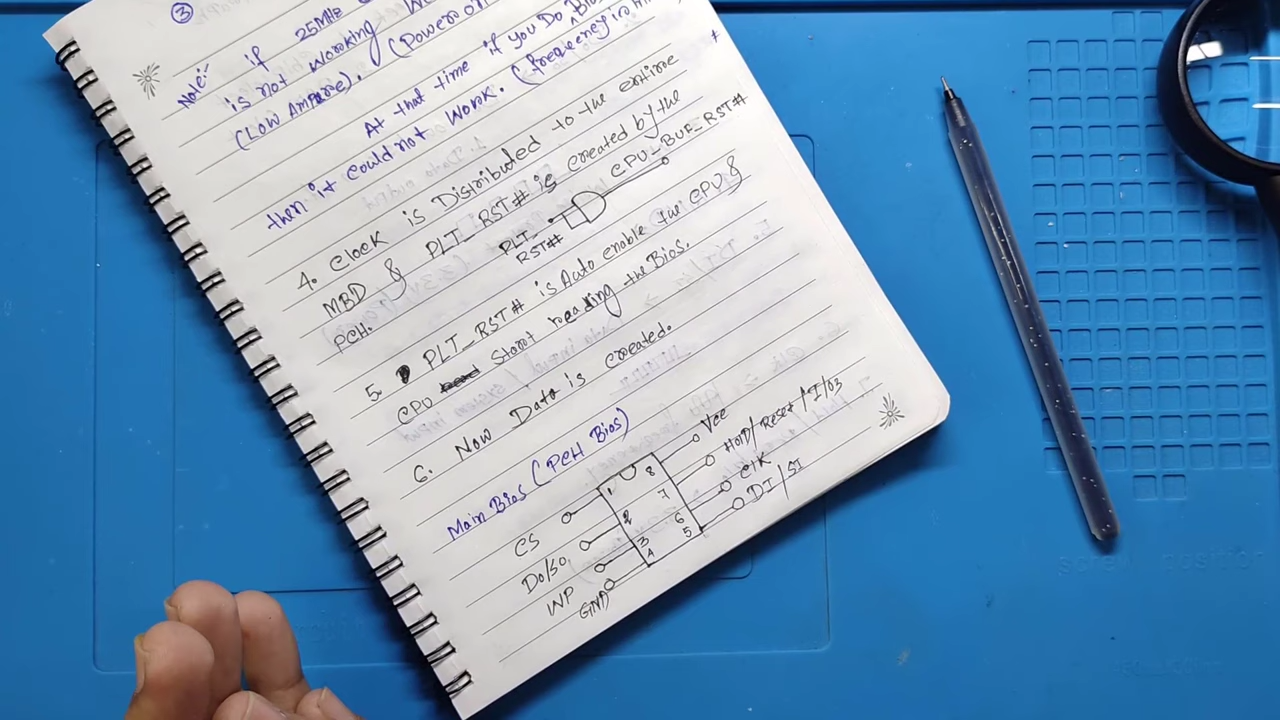 3
Note:- if 25MHz
is not working
(Low Ampere). (Power on
At that time if you Do Bios
then it could not work. (frequency in
4. Clock is Distributed to the entire
MBD & PLT_RST# is created by the
PCH.
PLT_
RST#
CPU_BUF_RST#
5. PLT_RST# is Auto enable the CPU &
CPU Start reading the Bios.
6. Now Data is created.
Main Bios (PCH Bios)
1
2
3
4
5
6
7
8
CS
DO/SO
WP
GND
Vcc
HOLD/Reset/I/O3
CLK
DI/SI
screw position